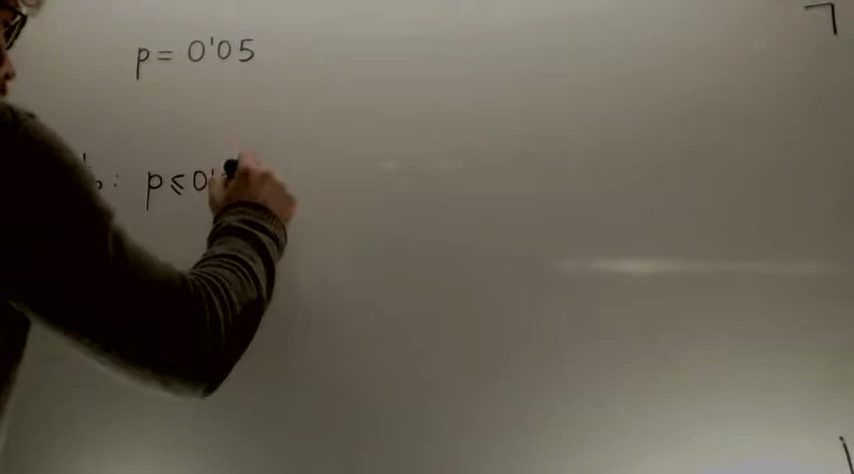 p = 0'05
: p ≤ 0'